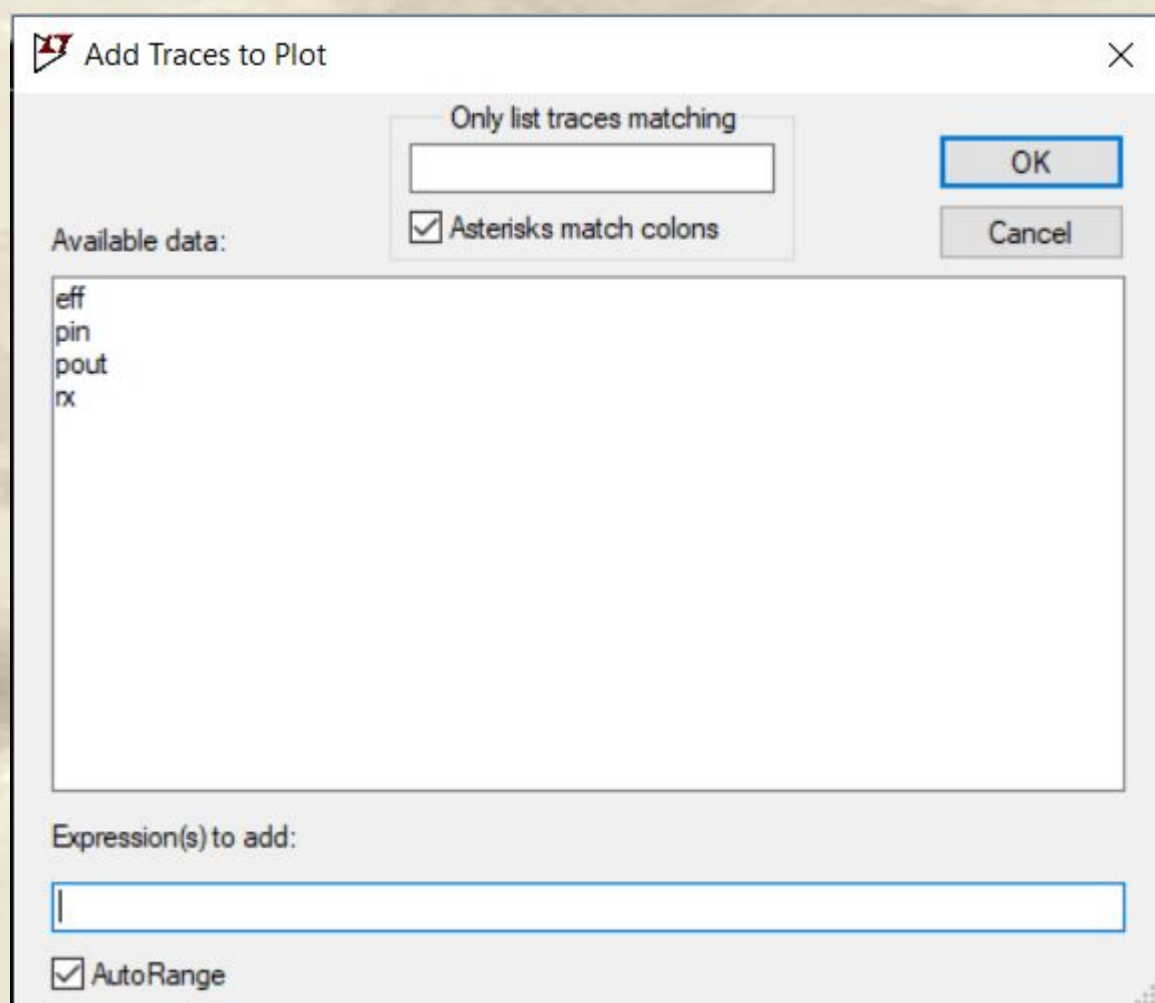 Add Traces to Plot
Only list traces matching
OK
Asterisks match colons
Available data:
Cancel
eff
pin
pout
rx
Expression(s) to add:
AutoRange